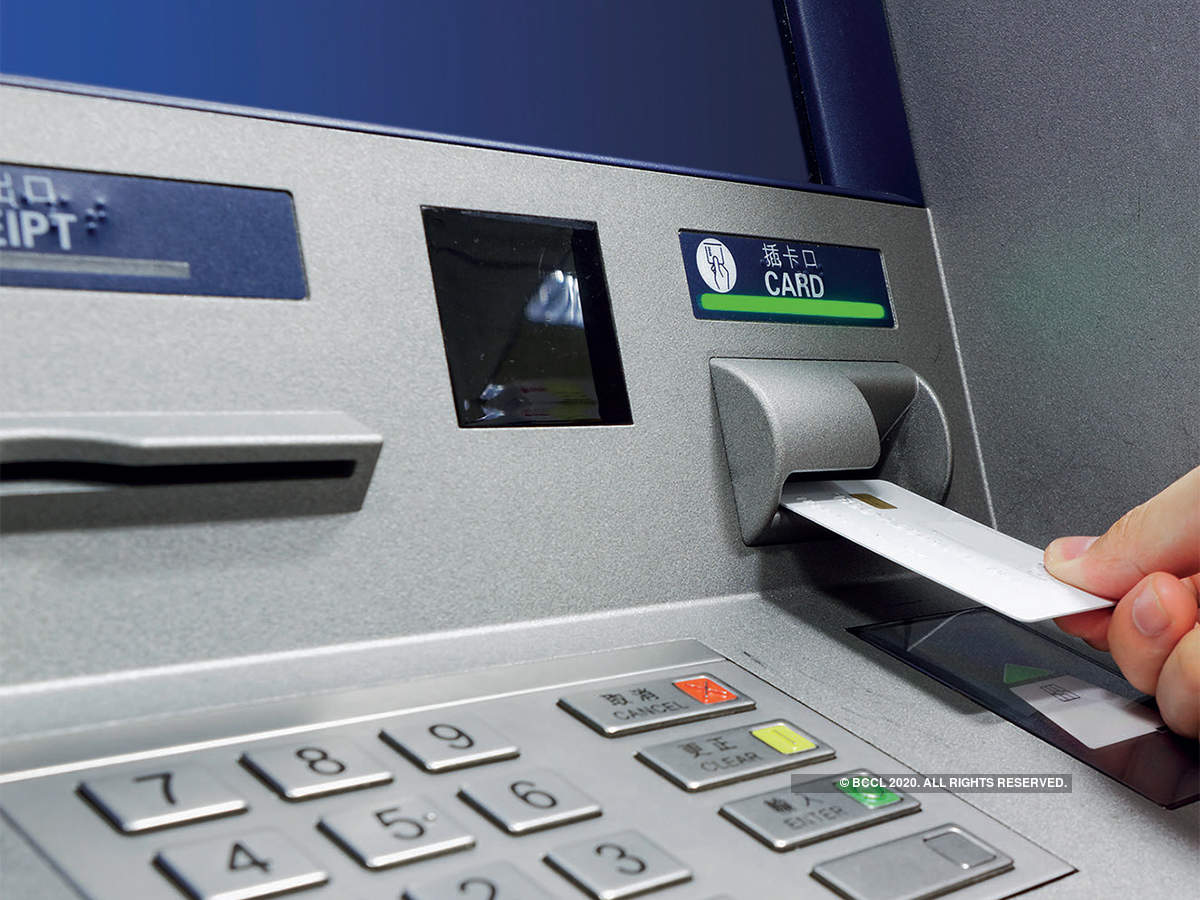 出口
EIPT
插卡口
CARD
取消
CANCEL
7
8
9
更正
CLEAR
4
5
6
輸入
ENTER
2
3
© BCCL 2020. ALL RIGHTS RESERVED.